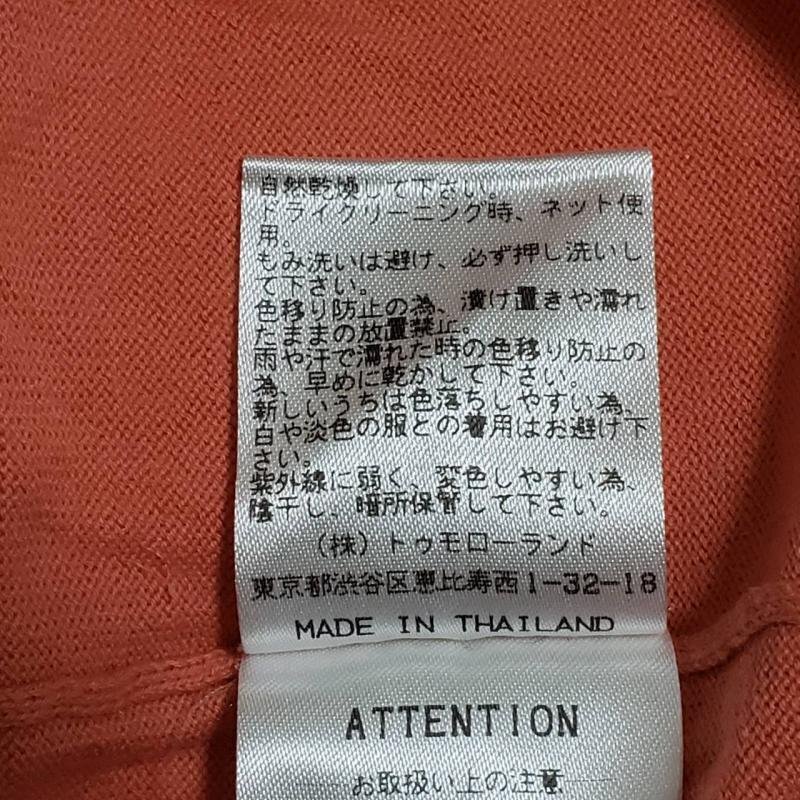 自然乾燥して下さい。
ドライクリーニング時、ネット使
用。
もみ洗いは避け、必ず押し洗いし
て下さい。
色移り防止の為、漬け置きや濡れ
たままの放置禁止。
雨や汗で濡れた時の色移り防止の
為、早めに乾かして下さい。
新しいうちは色落ちしやすい為、
白や淡色の服との着用はお避け下
さい。
紫外線に弱く、変色しやすい為、
陰干し、暗所保管して下さい。
(株)トゥモローランド
東京都渋谷区恵比寿西1-32-18
MADE IN THAILAND
ATTENTION
お取扱い上の注意